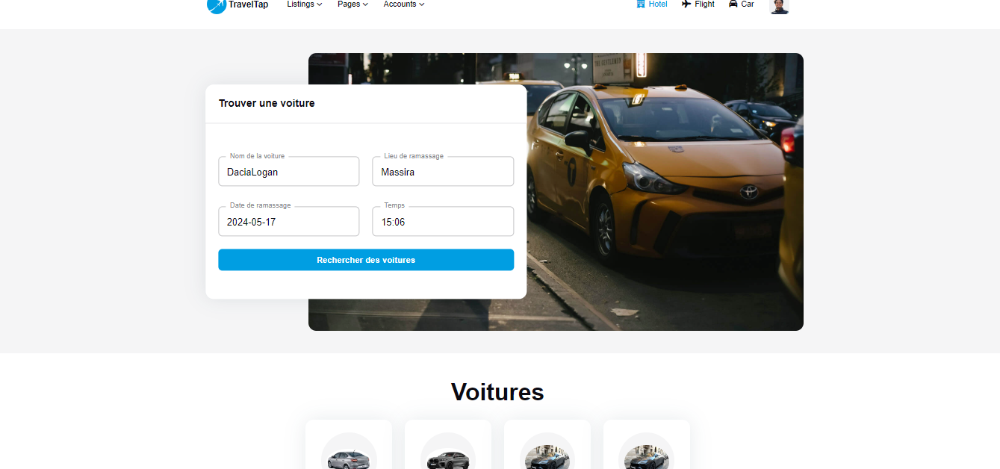 TravelTap
Listings
Pages
Accounts
Hotel
Flight
Car
Trouver une voiture
Nom de la voiture
DaciaLogan
Lieu de ramassage
Massira
Date de ramassage
2024-05-17
Temps
15:06
Rechercher des voitures
Voitures